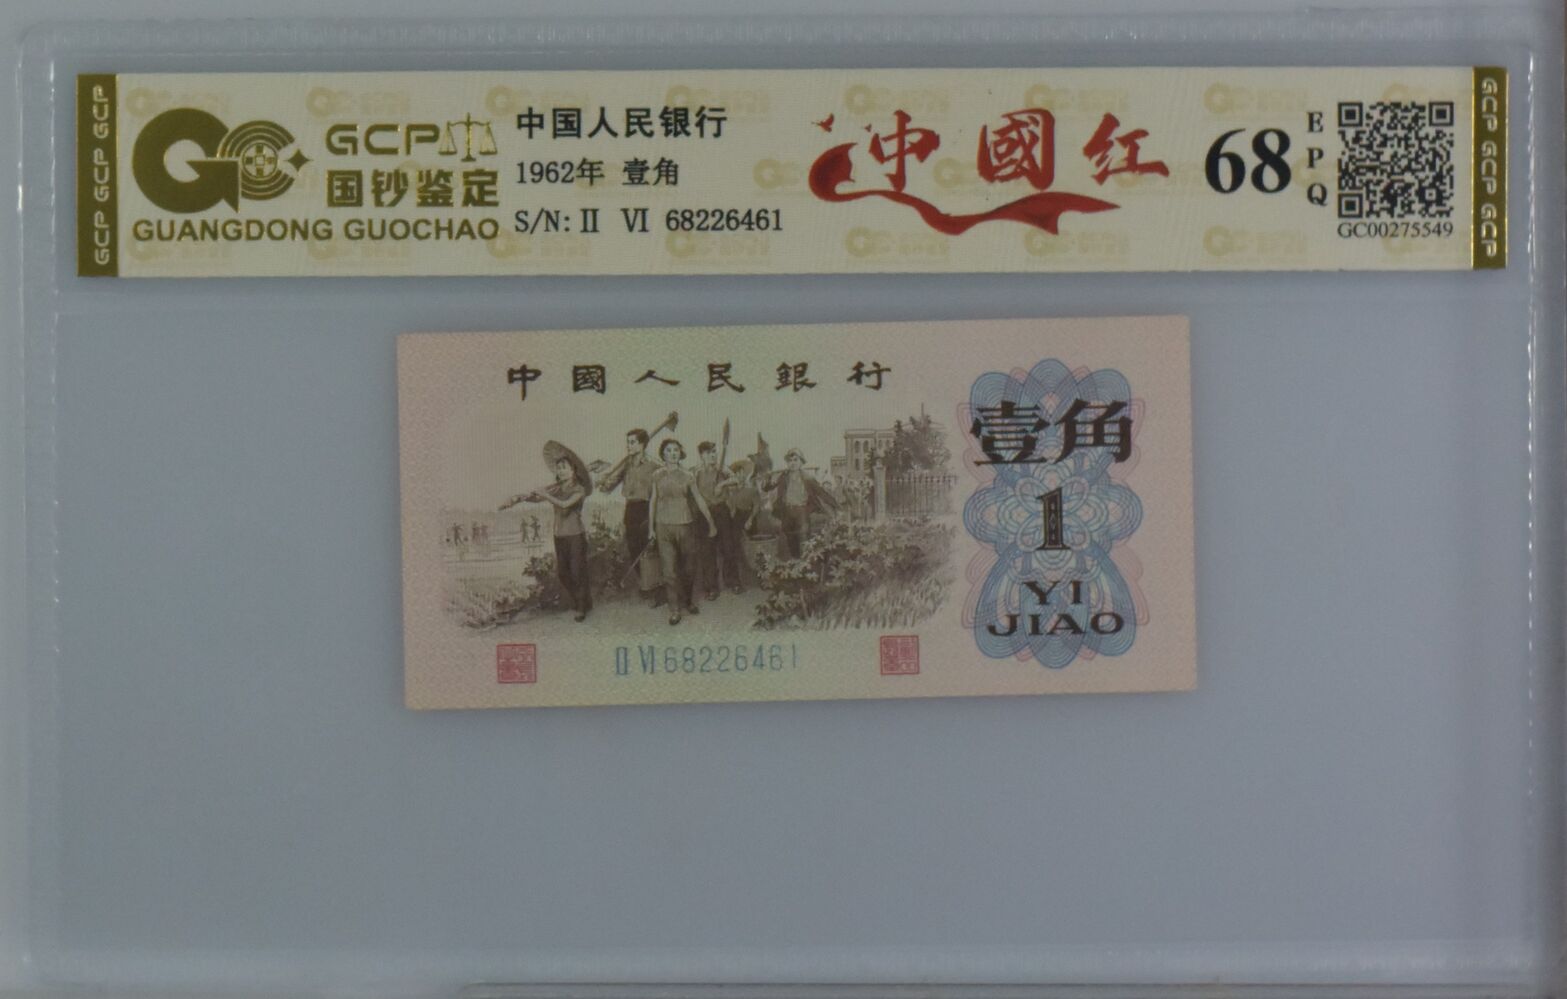 GCP GCP GCP
GCP
国钞鉴定
GUANGDONG GUOCHAO
中国人民银行
1962年 壹角
S/N: II VI 68226461
中國红
68
EPQ
GC00275549
GCP GCP GCP
中國人民銀行
壹角
1
YI
JIAO
II VI 68226461